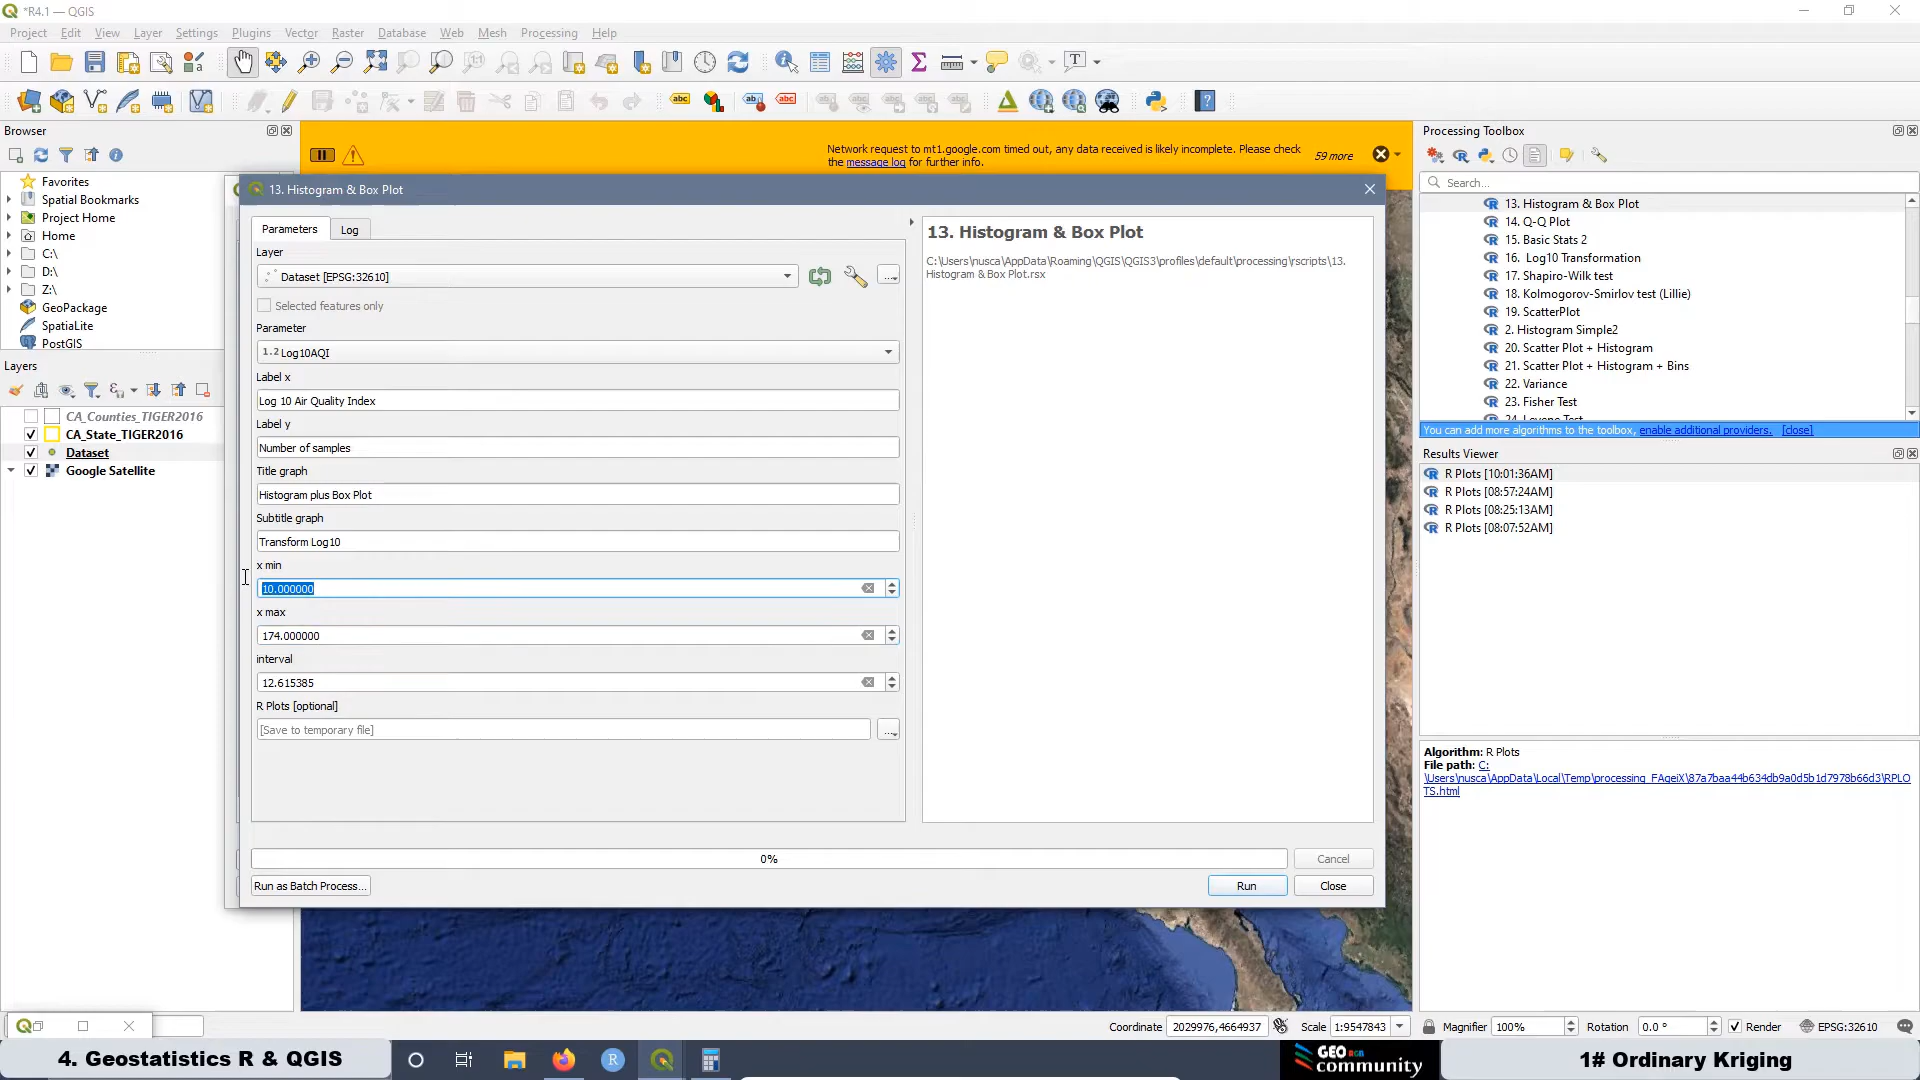 *R4.1 — QGIS
Project Edit View Layer Settings Plugins Vector Raster Database Web Mesh Processing Help
Browser
Favorites
Spatial Bookmarks
Project Home
Home
C:\
D:\
Z:\
GeoPackage
SpatiaLite
PostGIS
Layers
CA_Counties_TIGER2016
CA_State_TIGER2016
Dataset
Google Satellite
Network request to mt1.google.com timed out, any data received is likely incomplete. Please check
the message log for further info.
59 more
13. Histogram & Box Plot
Parameters Log
Layer
Dataset [EPSG:32610]
Selected features only
Parameter
1.2 Log10AQI
Label x
Log 10 Air Quality Index
Label y
Number of samples
Title graph
Histogram plus Box Plot
Subtitle graph
Transform Log10
x min
10.000000
x max
174.000000
interval
12.615385
R Plots [optional]
[Save to temporary file]
13. Histogram & Box Plot
C:\Users\nusca\AppData\Roaming\QGIS\QGIS3\profiles\default\processing\rscripts\13.
Histogram & Box Plot.rsx
0%
Cancel
Run as Batch Process...
Run
Close
Processing Toolbox
Search...
13. Histogram & Box Plot
14. Q-Q Plot
15. Basic Stats 2
16. Log10 Transformation
17. Shapiro-Wilk test
18. Kolmogorov-Smirlov test (Lillie)
19. ScatterPlot
2. Histogram Simple2
20. Scatter Plot + Histogram
21. Scatter Plot + Histogram + Bins
22. Variance
23. Fisher Test
24. Levene Test
You can add more algorithms to the toolbox, enable additional providers. [close]
Results Viewer
R Plots [10:01:36AM]
R Plots [08:57:24AM]
R Plots [08:25:13AM]
R Plots [08:07:52AM]
Algorithm: R Plots
File path: C:
\Users\nusca\AppData\Local\Temp\processing_FAgeiX\87a7baa44b634db9a0d5b1d7978b66d3\RPLO
TS.html
Coordinate 2029976,4664937 Scale 1:9547843 Magnifier 100% Rotation 0.0 ° Render EPSG:32610
4. Geostatistics R & QGIS
GEO
community
1# Ordinary Kriging